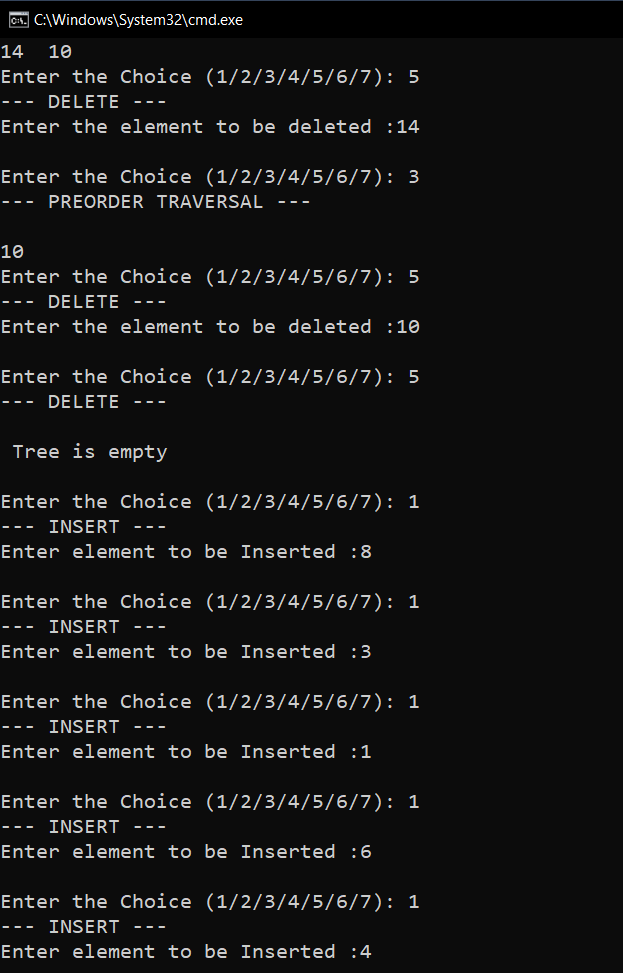 C:\Windows\System32\cmd.exe
14  10
Enter the Choice (1/2/3/4/5/6/7): 5
--- DELETE ---
Enter the element to be deleted :14
Enter the Choice (1/2/3/4/5/6/7): 3
--- PREORDER TRAVERSAL ---
10
Enter the Choice (1/2/3/4/5/6/7): 5
--- DELETE ---
Enter the element to be deleted :10
Enter the Choice (1/2/3/4/5/6/7): 5
--- DELETE ---
Tree is empty
Enter the Choice (1/2/3/4/5/6/7): 1
--- INSERT ---
Enter element to be Inserted :8
Enter the Choice (1/2/3/4/5/6/7): 1
--- INSERT ---
Enter element to be Inserted :3
Enter the Choice (1/2/3/4/5/6/7): 1
--- INSERT ---
Enter element to be Inserted :1
Enter the Choice (1/2/3/4/5/6/7): 1
--- INSERT ---
Enter element to be Inserted :6
Enter the Choice (1/2/3/4/5/6/7): 1
--- INSERT ---
Enter element to be Inserted :4